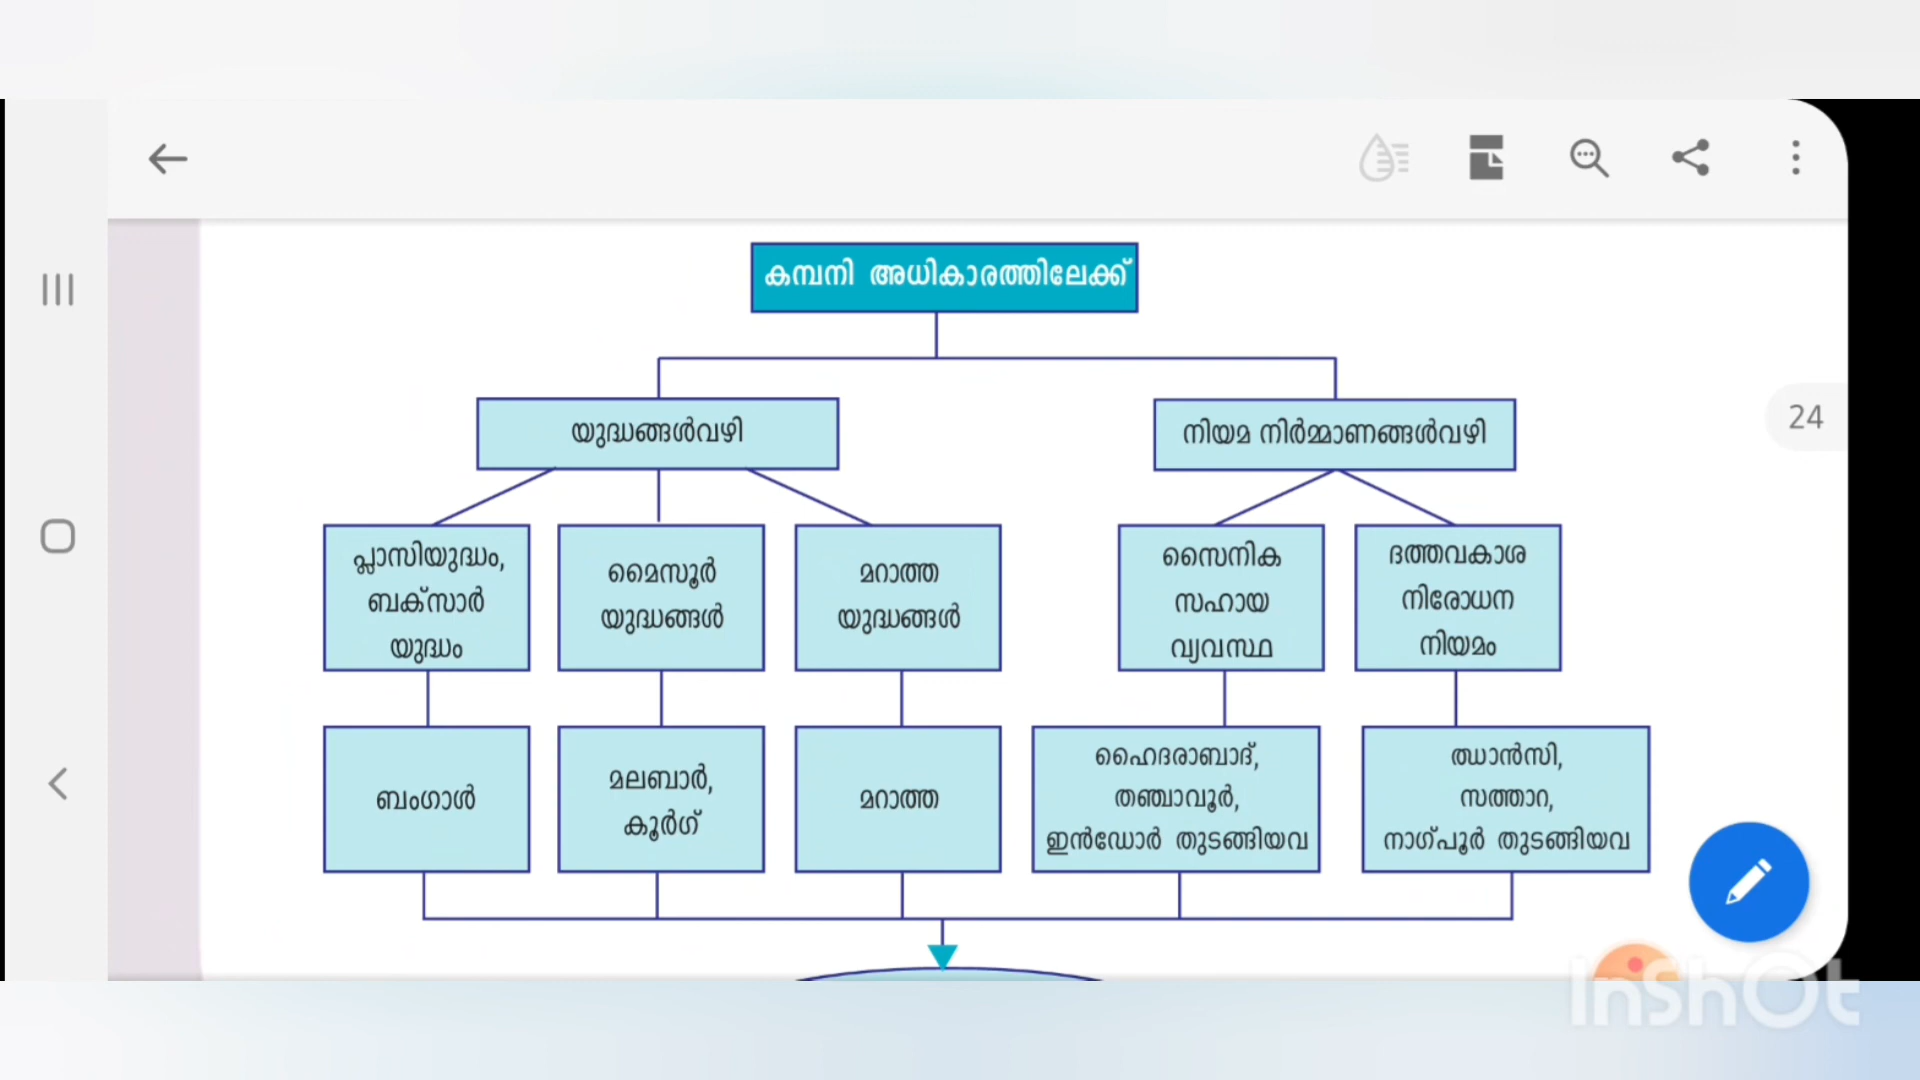 കമ്പനി അധികാരത്തിലേക്ക്
യുദ്ധങ്ങൾവഴി
നിയമ നിർമ്മാണങ്ങൾവഴി
24
പ്ലാസിയുദ്ധം,
ബക്സാർ
യുദ്ധം
മൈസൂർ
യുദ്ധങ്ങൾ
മറാത്ത
യുദ്ധങ്ങൾ
സൈനിക
സഹായ
വ്യവസ്ഥ
ദത്തവകാശ
നിരോധന
നിയമം
ബംഗാൾ
മലബാർ,
കൂർഗ്
മറാത്ത
ഹൈദരാബാദ്,
തഞ്ചാവൂർ,
ഇൻഡോർ തുടങ്ങിയവ
ഝാൻസി,
സത്താറ,
നാഗ്പൂർ തുടങ്ങിയവ
InShOt